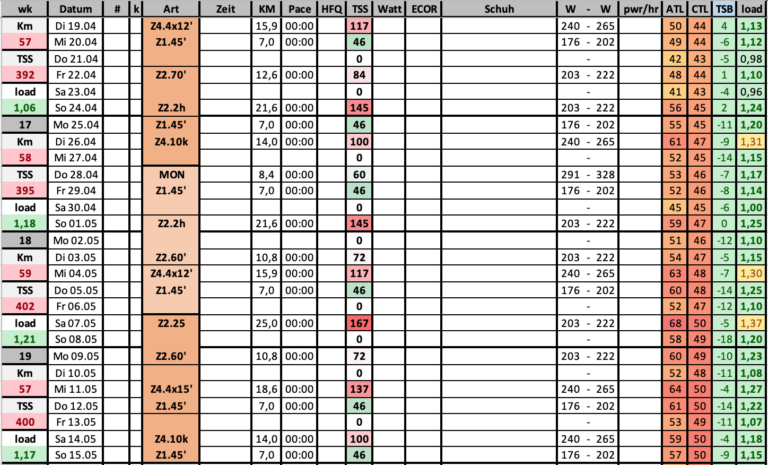 wk Datum # k Art Zeit KM Pace HFQ TSS Watt ECOR Schuh W - W pwr/hr ATL CTL TSB load
Km Di 19.04 Z4.4x12' 15,9 00:00 117 240 - 265 50 44 4 1,13
57 Mi 20.04 Z1.45' 7,0 00:00 46 176 - 202 49 44 -6 1,12
TSS Do 21.04 0 - 42 43 -5 0,98
392 Fr 22.04 Z2.70' 12,6 00:00 84 203 - 222 48 44 1 1,10
load Sa 23.04 0 - 41 43 -4 0,96
1,06 So 24.04 Z2.2h 21,6 00:00 145 203 - 222 56 45 2 1,24
17 Mo 25.04 Z1.45' 7,0 00:00 46 176 - 202 55 45 -11 1,20
Km Di 26.04 Z4.10k 14,0 00:00 100 240 - 265 61 47 -9 1,31
58 Mi 27.04 0 - 52 45 -14 1,15
TSS Do 28.04 MON 8,4 00:00 60 291 - 328 53 46 -7 1,17
395 Fr 29.04 Z1.45' 7,0 00:00 46 176 - 202 52 46 -8 1,14
load Sa 30.04 0 - 45 45 -6 1,00
1,18 So 01.05 Z2.2h 21,6 00:00 145 203 - 222 59 47 0 1,25
18 Mo 02.05 0 - 51 46 -12 1,10
Km Di 03.05 Z2.60' 10,8 00:00 72 203 - 222 54 47 -5 1,15
59 Mi 04.05 Z4.4x12' 15,9 00:00 117 240 - 265 63 48 -7 1,30
TSS Do 05.05 Z1.45' 7,0 00:00 46 176 - 202 60 48 -14 1,25
402 Fr 06.05 0 - 52 47 -12 1,10
load Sa 07.05 Z2.25 25,0 00:00 167 203 - 222 68 50 -5 1,37
1,21 So 08.05 0 - 58 49 -18 1,20
19 Mo 09.05 Z2.60' 10,8 00:00 72 203 - 222 60 49 -10 1,23
Km Di 10.05 0 - 52 48 -11 1,08
57 Mi 11.05 Z4.4x15' 18,6 00:00 137 240 - 265 64 50 -4 1,27
TSS Do 12.05 Z1.45' 7,0 00:00 46 176 - 202 61 50 -14 1,22
400 Fr 13.05 0 - 53 49 -11 1,07
load Sa 14.05 Z4.10k 14,0 00:00 100 240 - 265 59 50 -4 1,18
1,17 So 15.05 Z1.45' 7,0 00:00 46 176 - 202 57 50 -9 1,15